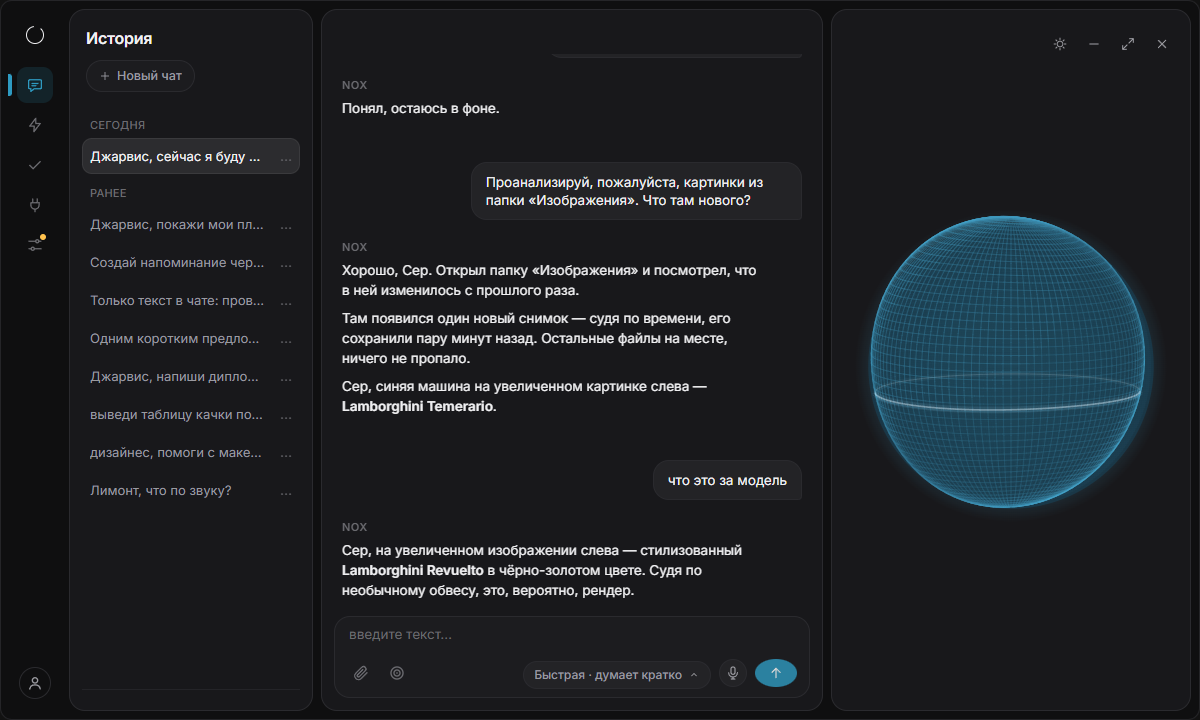 История
+ Новый чат
СЕГОДНЯ
Джарвис, сейчас я буду ... ...
РАНЕЕ
Джарвис, покажи мои пл... ...
Создай напоминание чер... ...
Только текст в чате: пров... ...
Одним коротким предло... ...
Джарвис, напиши дипло... ...
выведи таблицу качки по... ...
дизайнес, помоги с маке... ...
Лимонт, что по звуку? ...
NOX
Понял, остаюсь в фоне.
Проанализируй, пожалуйста, картинки из
папки «Изображения». Что там нового?
NOX
Хорошо, Сер. Открыл папку «Изображения» и посмотрел, что
в ней изменилось с прошлого раза.
Там появился один новый снимок — судя по времени, его
сохранили пару минут назад. Остальные файлы на месте,
ничего не пропало.
Сер, синяя машина на увеличенном картинке слева —
Lamborghini Temerario.
что это за модель
NOX
Сер, на увеличенном изображении слева — стилизованный
Lamborghini Revuelto в чёрно-золотом цвете. Судя по
необычному обвесу, это, вероятно, рендер.
введите текст...
Быстрая · думает кратко